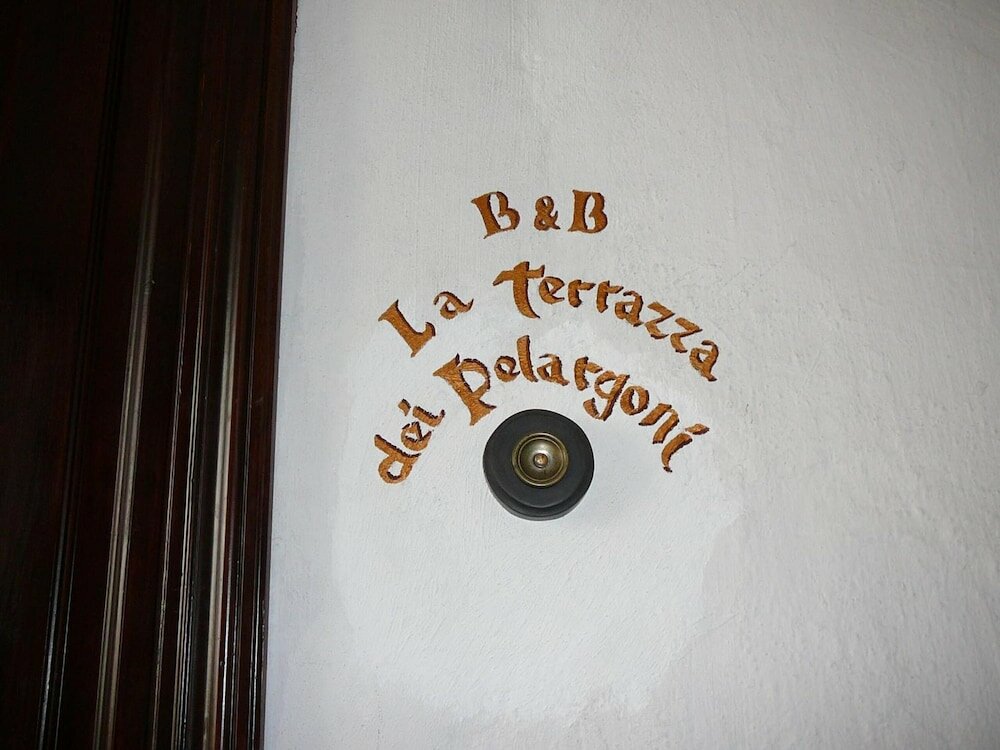 B & B
La terrazza
dei Pelargoni